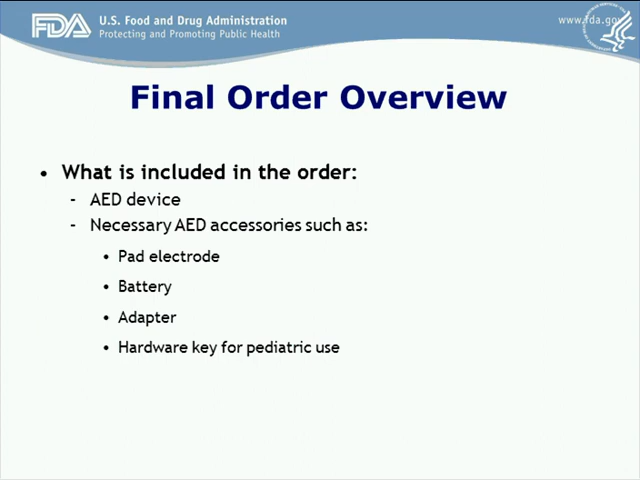 FDA U.S. Food and Drug Administration
Protecting and Promoting Public Health
www.fda.gov
Final Order Overview
• What is included in the order:
- AED device
- Necessary AED accessories such as:
• Pad electrode
• Battery
• Adapter
• Hardware key for pediatric use